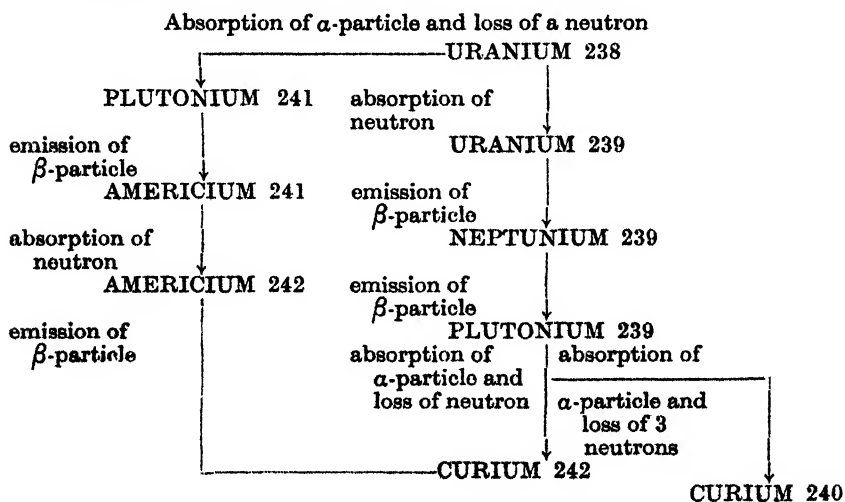 Absorption of α-particle and loss of a neutron
URANIUM 238
PLUTONIUM 241
absorption of
neutron
URANIUM 239
emission of
β-particle
AMERICIUM 241
emission of
β-particle
NEPTUNIUM 239
absorption of
neutron
AMERICIUM 242
emission of
β-particle
PLUTONIUM 239
emission of
β-particle
absorption of
α-particle and
loss of neutron
absorption of
α-particle and
loss of 3
neutrons
CURIUM 242
CURIUM 240